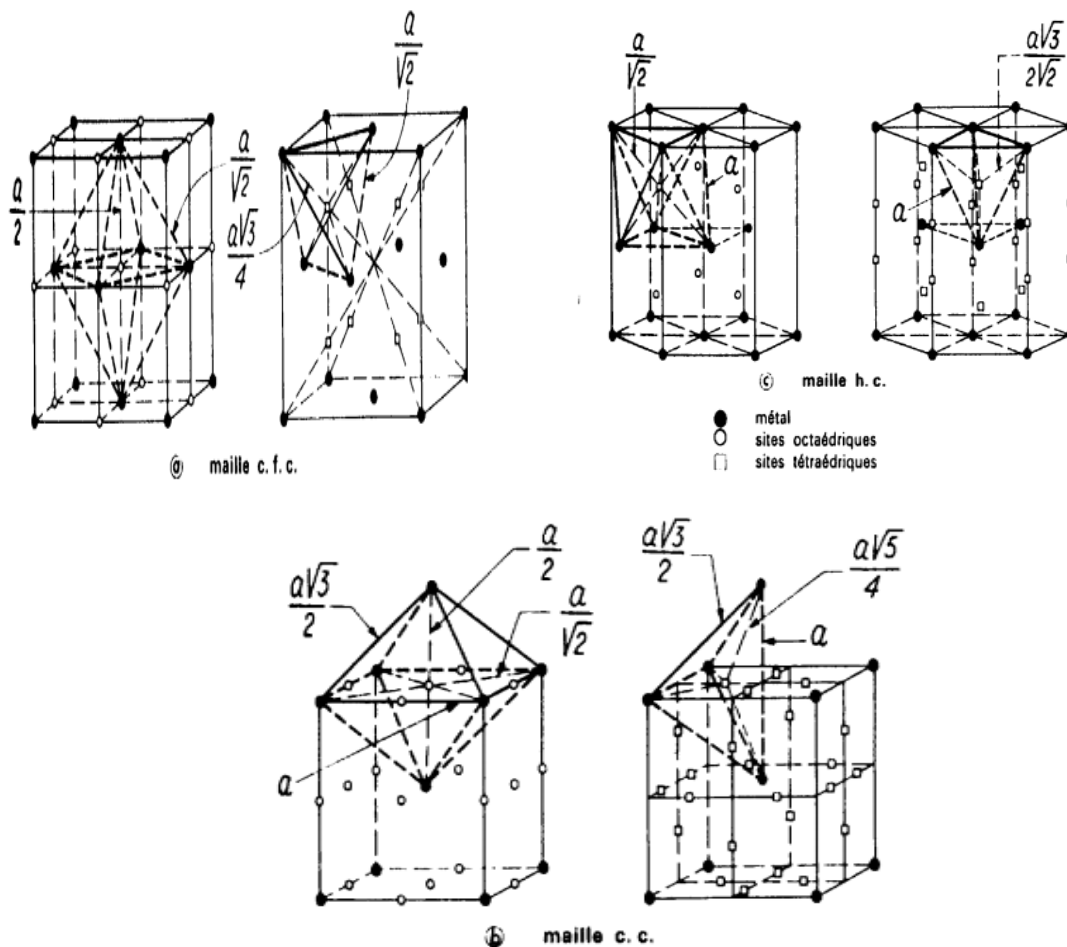 a/√2
a/2
a/√2
a√3/4
ⓐ maille c.f.c.
a/√2
a
a√3/2√2
a
ⓒ maille h.c.
métal
sites octaédriques
sites tétraédriques
a√3/2
a/2
a/√2
a
a√3/2
a√5/4
a
ⓑ maille c.c.